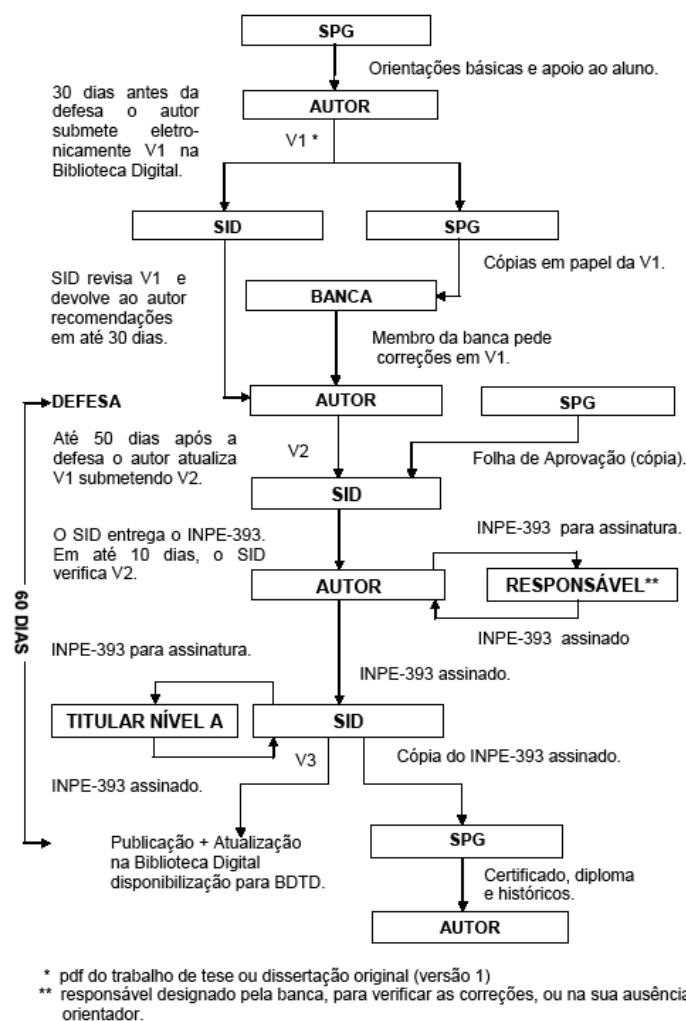 SPG
Orientações básicas e apoio ao aluno.
30 dias antes da
defesa o autor
submete eletro-
nicamente V1 na
Biblioteca Digital.
AUTOR
V1 *
SID
SPG
Cópias em papel da V1.
SID revisa V1 e
devolve ao autor
recomendações
em até 30 dias.
BANCA
Membro da banca pede
correções em V1.
DEFESA
AUTOR
SPG
Até 50 dias após a
defesa o autor atualiza
V1 submetendo V2.
V2
Folha de Aprovação (cópia).
SID
O SID entrega o INPE-393.
Em até 10 dias, o SID
verifica V2.
INPE-393 para assinatura.
AUTOR
RESPONSÁVEL**
INPE-393 assinado
60 DIAS
INPE-393 para assinatura.
INPE-393 assinado.
TITULAR NÍVEL A
SID
V3
Cópia do INPE-393 assinado.
INPE-393 assinado.
Publicação + Atualização
na Biblioteca Digital
disponibilização para BDTD.
SPG
Certificado, diploma
e históricos.
AUTOR
* pdf do trabalho de tese ou dissertação original (versão 1)
** responsável designado pela banca, para verificar as correções, ou na sua ausência
orientador.